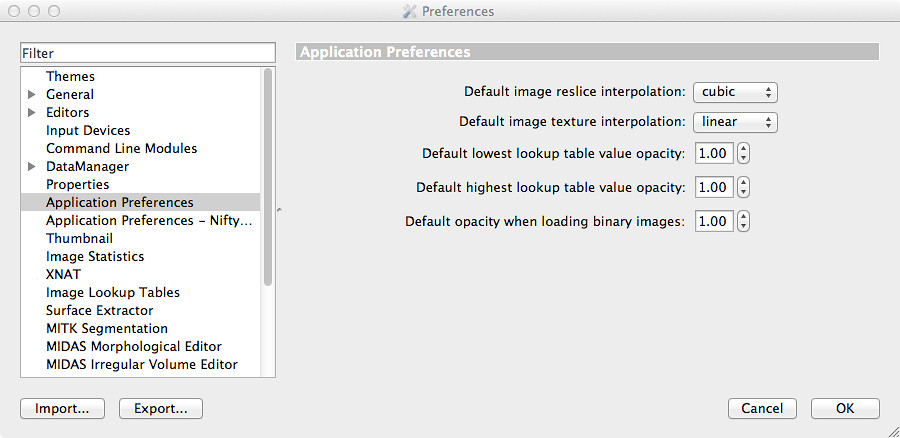 Preferences
Filter
Themes
General
Editors
Input Devices
Command Line Modules
DataManager
Properties
Application Preferences
Application Preferences – Nifty...
Thumbnail
Image Statistics
XNAT
Image Lookup Tables
Surface Extractor
MITK Segmentation
MIDAS Morphological Editor
MIDAS Irregular Volume Editor
Application Preferences
Default image reslice interpolation: cubic
Default image texture interpolation: linear
Default lowest lookup table value opacity: 1.00
Default highest lookup table value opacity: 1.00
Default opacity when loading binary images: 1.00
Import... Export... Cancel OK